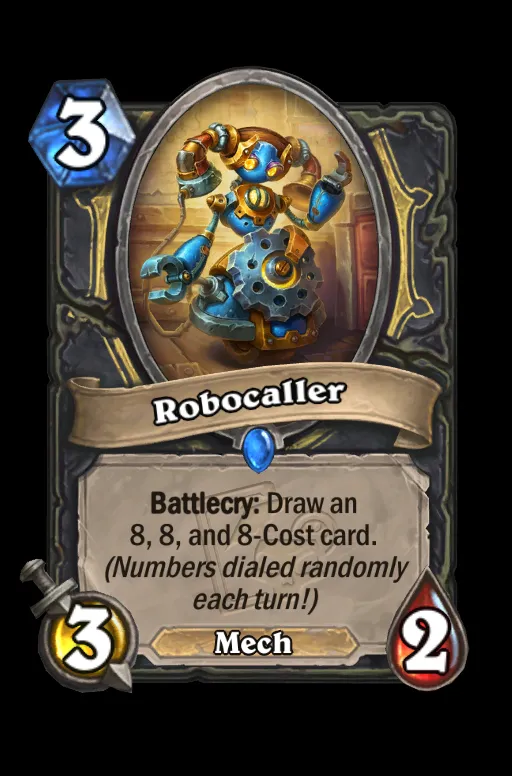 3
Robocaller
Battlecry: Draw an
8, 8, and 8-Cost card.
(Numbers dialed randomly
each turn!)
3
Mech
2